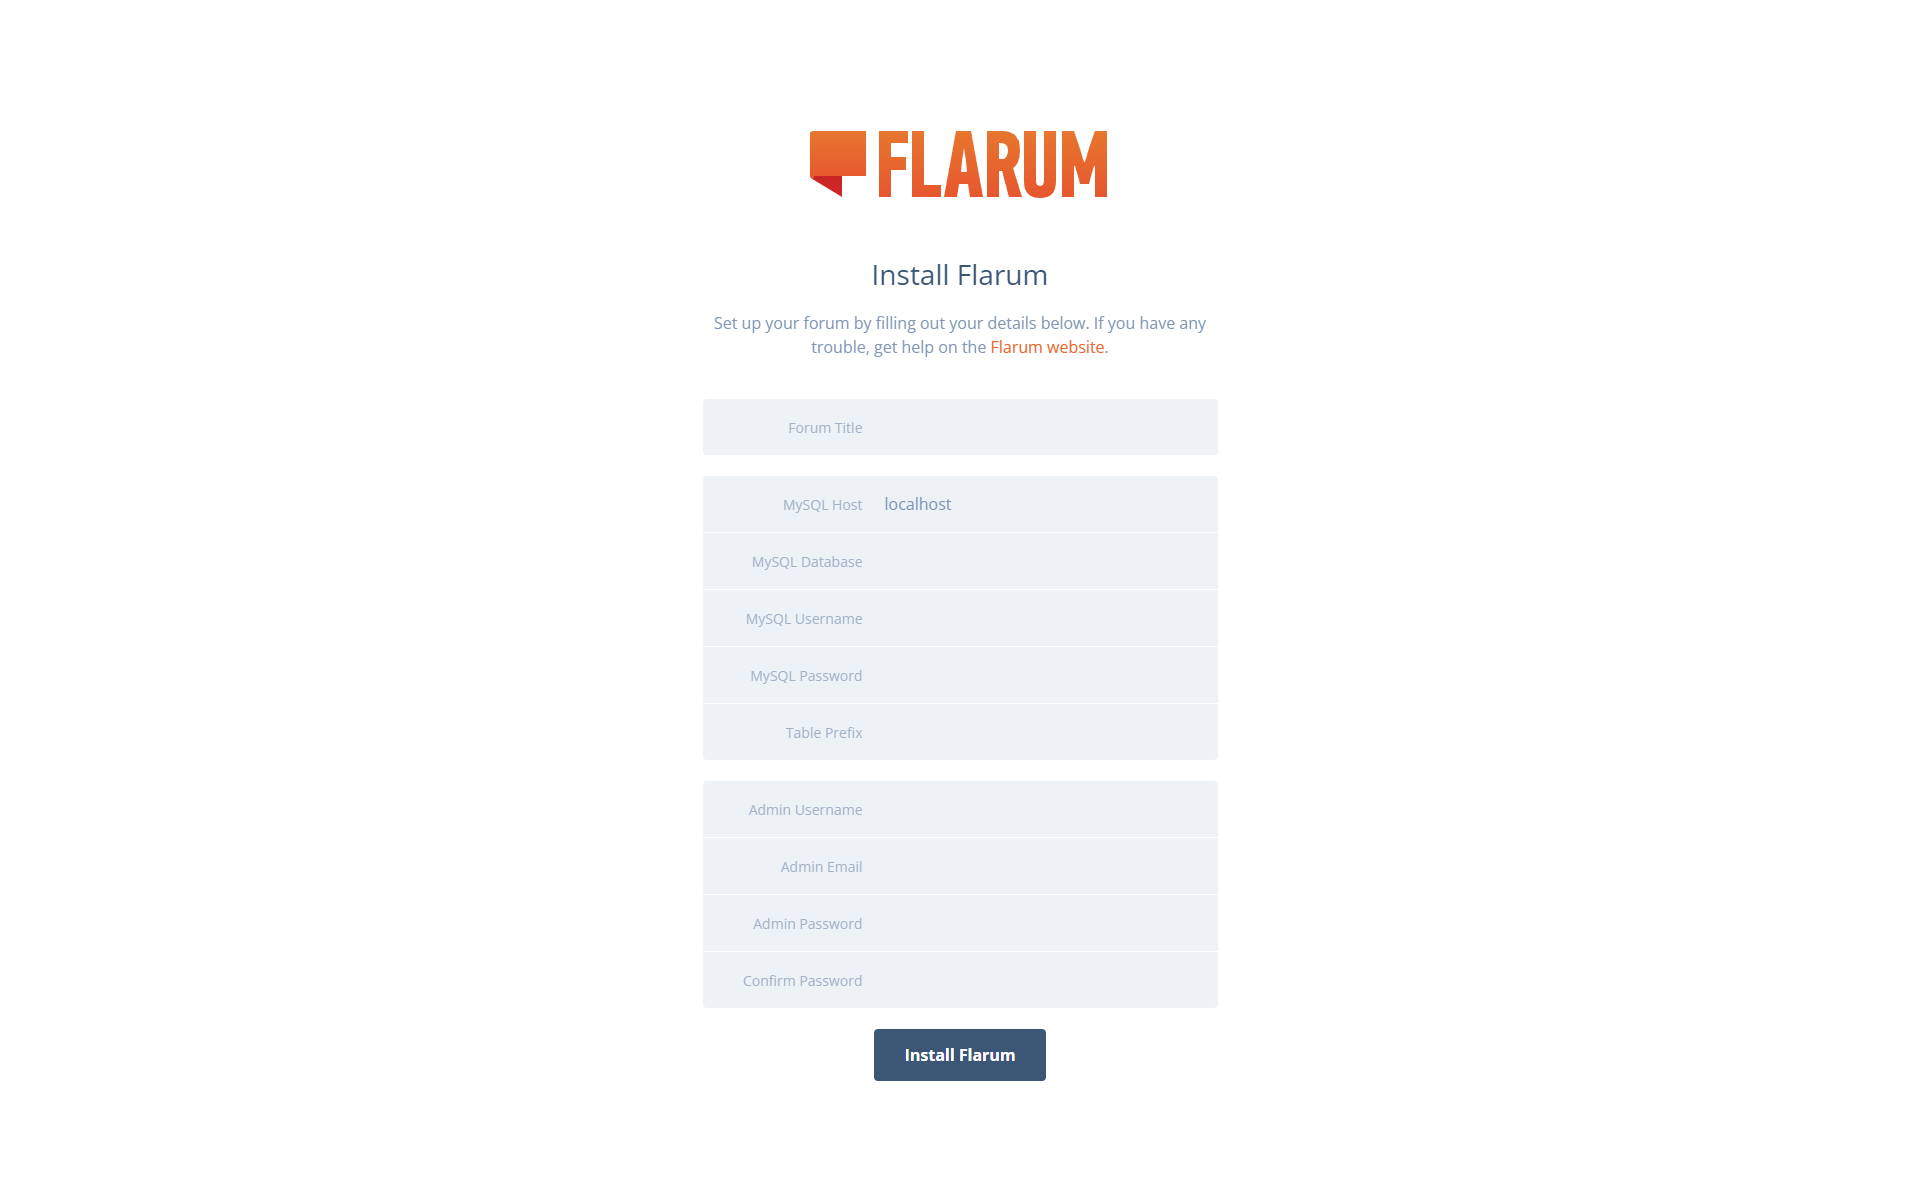 FLARUM
Install Flarum
Set up your forum by filling out your details below. If you have any
trouble, get help on the Flarum website.
Forum Title
MySQL Host localhost
MySQL Database
MySQL Username
MySQL Password
Table Prefix
Admin Username
Admin Email
Admin Password
Confirm Password
Install Flarum